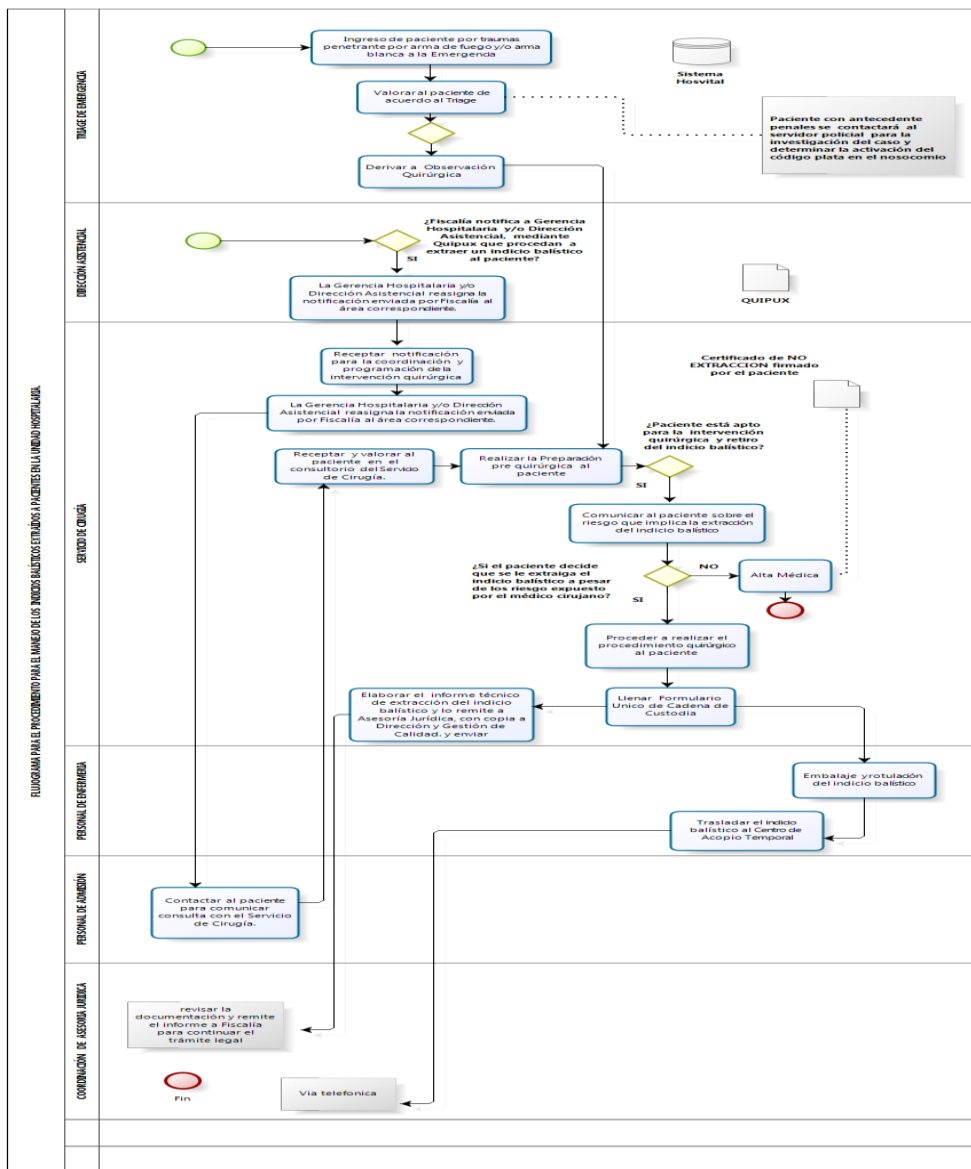 FLUJOGRAMA PARA EL PROCEDIMIENTO PARA EL MANEJO DE LOS INDICIOS BALÍSTICOS EXTRAÍDOS A PACIENTES EN LA UNIDAD HOSPITALARIA.
TRIAGE DE EMERGENCIA
Ingreso de paciente por traumas
penetrante por arma de fuego y/o arma
blanca a la Emergencia
Sistema
Hosvital
Valorar al paciente de
acuerdo al Triage
Paciente con antecedente
penales se contactará al
servidor policial para la
investigación del caso y
determinar la activación del
código plata en el nosocomio
Derivar a Observación
Quirúrgica
DIRECCIÓN ASISTENCIAL
¿Fiscalía notifica a Gerencia
Hospitalaria y/o Dirección
Asistencial, mediante
Quipux que procedan a
extraer un indicio balístico
al paciente?
SI
La Gerencia Hospitalaria y/o
Dirección Asistencial reasigna la
notificación enviada por Fiscalía al
área correspondiente.
QUIPUX
SERVICIO DE CIRUGÍA
Receptar notificación
para la coordinación y
programación de la
intervención quirúrgica
Certificado de NO
EXTRACCION firmado
por el paciente
La Gerencia Hospitalaria y/o Dirección
Asistencial reasigna la notificación enviada
por Fiscalía al área correspondiente.
Receptar y valorar al
paciente en el
consultorio del Servicio
de Cirugía.
Realizar la Preparación
pre quirúrgica al
paciente
¿Paciente está apto
para la intervención
quirúrgica y retiro
del indicio balístico?
SI
Comunicar al paciente sobre el
riesgo que implica la extracción
del indicio balístico
¿Si el paciente decide
que se le extraiga el
indicio balístico a pesar
de los riesgo expuesto
por el médico cirujano?
NO
SI
Alta Médica
Proceder a realizar el
procedimiento quirúrgico
al paciente
Elaborar el informe técnico
de extracción del indicio
balístico y lo remite a
Asesoría Jurídica, con copia a
Dirección y Gestión de
Calidad, y enviar
Llenar Formulario
Unico de Cadena de
Custodia
PERSONAL DE ENFERMERÍA
Embalaje y rotulación
del indicio balístico
Trasladar el indicio
balístico al Centro de
Acopio Temporal
PERSONAL DE ADMISIÓN
Contactar al paciente
para comunicar
consulta con el Servicio
de Cirugía.
COORDINACIÓN DE ASESORIA JURIDICA
revisar la
documentación y remite
el informe a Fiscalía
para continuar el
trámite legal
Fin
Via telefonica